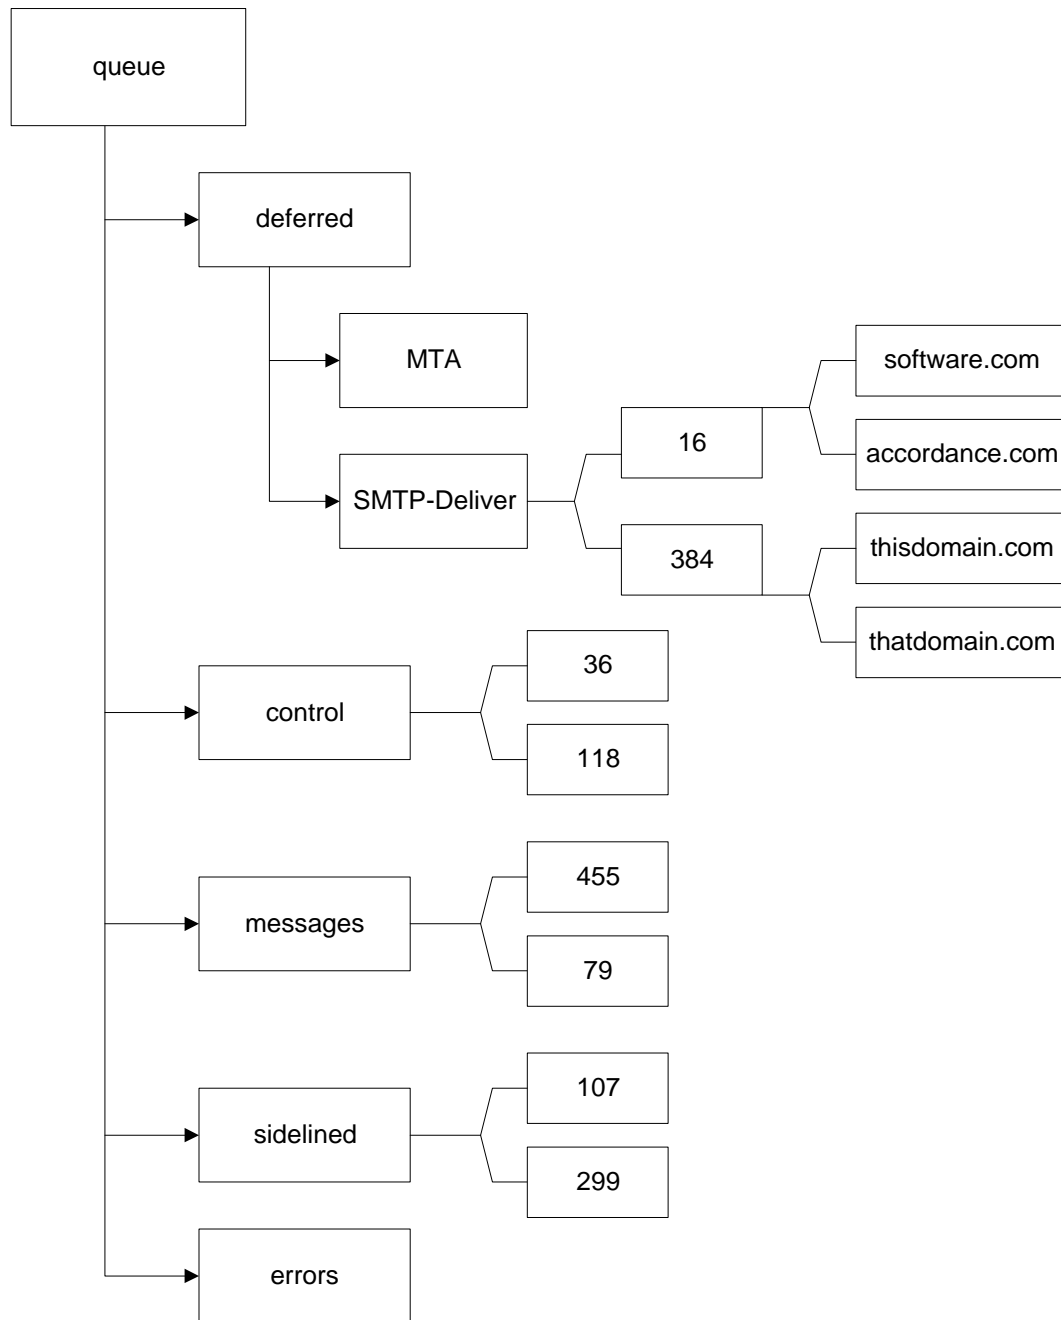 queue
deferred
MTA
software.com
16
accordance.com
SMTP-Deliver
thisdomain.com
384
thatdomain.com
36
control
118
455
messages
79
107
sidelined
299
errors